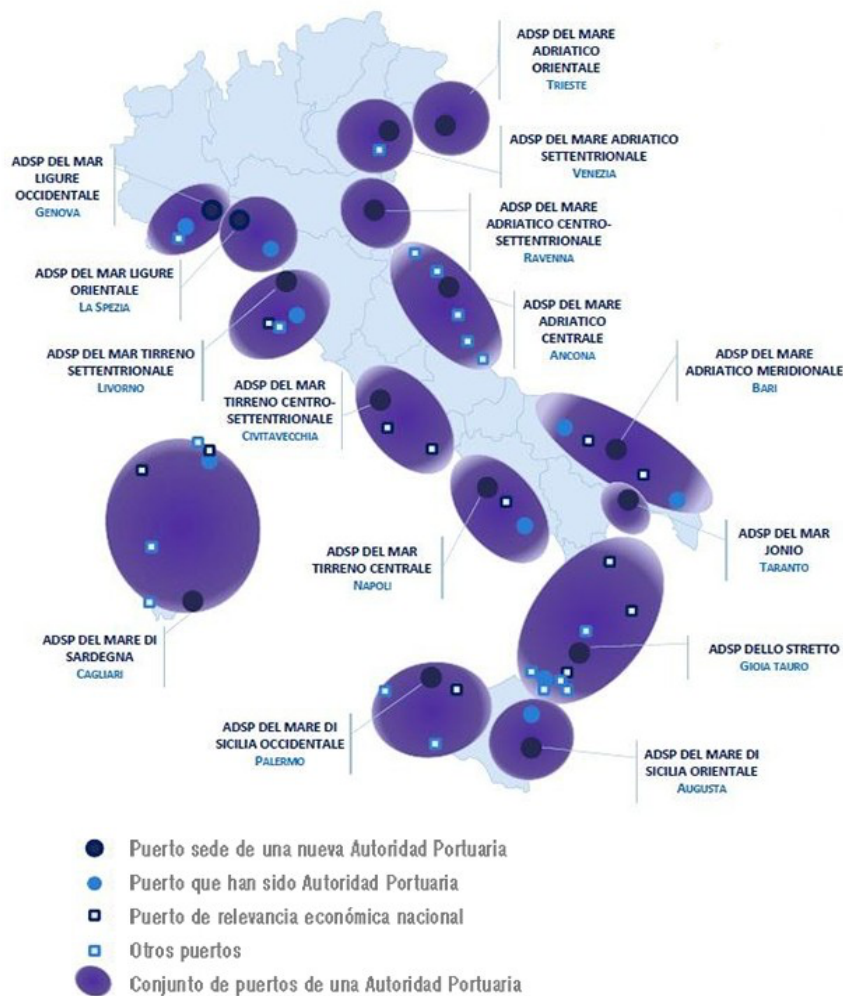 ADSP DEL MARE
ADRIATICO
ORIENTALE
TRIESTE
ADSP DEL MARE ADRIATICO
SETTENTRIONALE
VENEZIA
ADSP DEL MAR
LIGURE
OCCIDENTALE
GENOVA
ADSP DEL MARE
ADRIATICO CENTRO-
SETTENTRIONALE
RAVENNA
ADSP DEL MAR LIGURE
ORIENTALE
LA SPEZIA
ADSP DEL MARE
ADRIATICO
CENTRALE
ANCONA
ADSP DEL MAR TIRRENO
SETTENTRIONALE
LIVORNO
ADSP DEL MARE
ADRIATICO MERIDIONALE
BARI
ADSP DEL MAR
TIRRENO CENTRO-
SETTENTRIONALE
CIVITAVECCHIA
ADSP DEL MAR
TIRRENO CENTRALE
NAPOLI
ADSP DEL MAR
JONIO
TARANTO
ADSP DEL MARE DI
SARDEGNA
CAGLIARI
ADSP DELLO STRETTO
GIOIA TAURO
ADSP DEL MARE DI
SICILIA OCCIDENTALE
PALERMO
ADSP DEL MARE DI
SICILIA ORIENTALE
AUGUSTA
Puerto sede de una nueva Autoridad Portuaria
Puerto que han sido Autoridad Portuaria
Puerto de relevancia económica nacional
Otros puertos
Conjunto de puertos de una Autoridad Portuaria